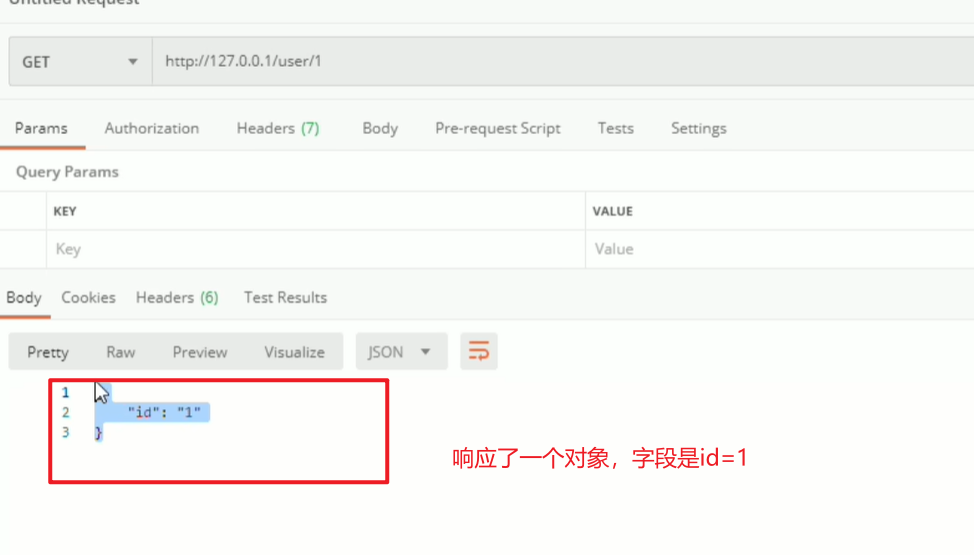 Untitled Request
GET http://127.0.0.1/user/1
Params Authorization Headers (7) Body Pre-request Script Tests Settings
Query Params
KEY VALUE
Key Value
Body Cookies Headers (6) Test Results
Pretty Raw Preview Visualize JSON
1
2 "id": "1"
3 }
响应了一个对象，字段是id=1